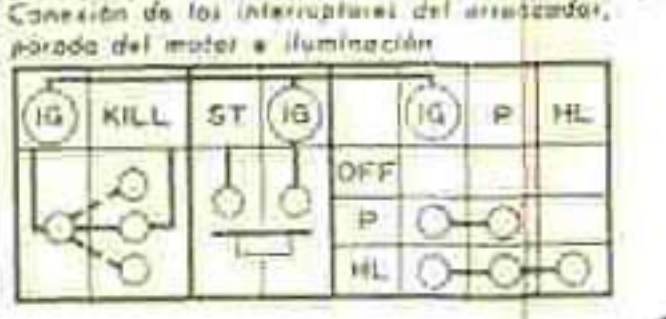 Conexión de los interruptores del arrancador,
parada del motor e iluminación
IG KILL ST IG IG P HL
OFF
P
HL